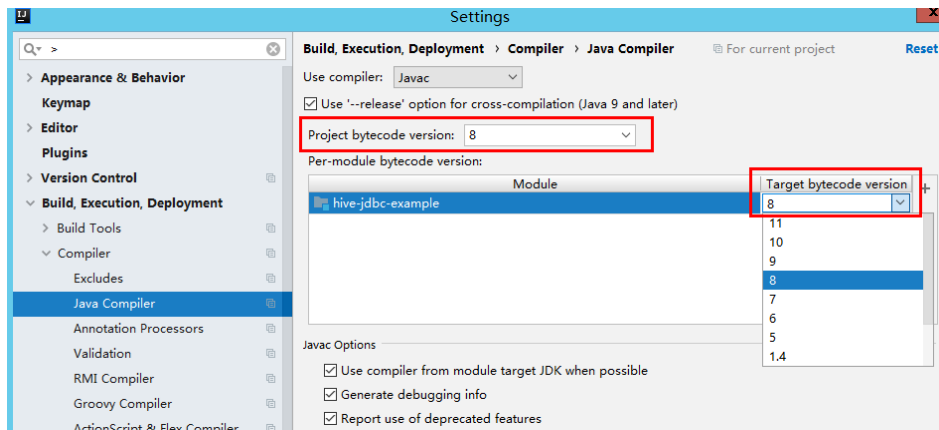 Settings
>
Appearance & Behavior
Keymap
Editor
Plugins
Version Control
Build, Execution, Deployment
Build Tools
Compiler
Excludes
Java Compiler
Annotation Processors
Validation
RMI Compiler
Groovy Compiler
ActionScript & Flex Compiler
Build, Execution, Deployment › Compiler › Java Compiler
For current project
Reset
Use compiler: Javac
Use '--release' option for cross-compilation (Java 9 and later)
Project bytecode version: 8
Per-module bytecode version:
Module Target bytecode version
hive-jdbc-example 8
11
10
9
8
7
6
5
1.4
Javac Options
Use compiler from module target JDK when possible
Generate debugging info
Report use of deprecated features